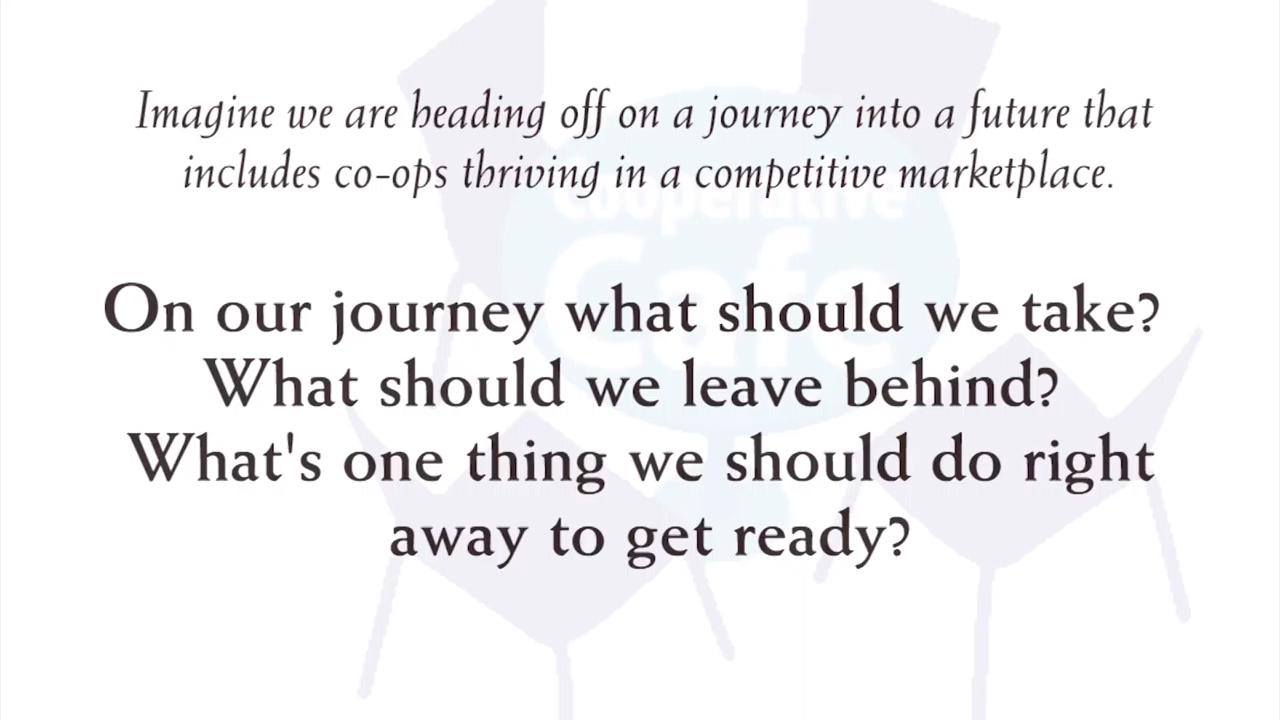 Imagine we are heading off on a journey into a future that
includes co-ops thriving in a competitive marketplace.
Cooperative
Cafe
On our journey what should we take?
What should we leave behind?
What's one thing we should do right
away to get ready?